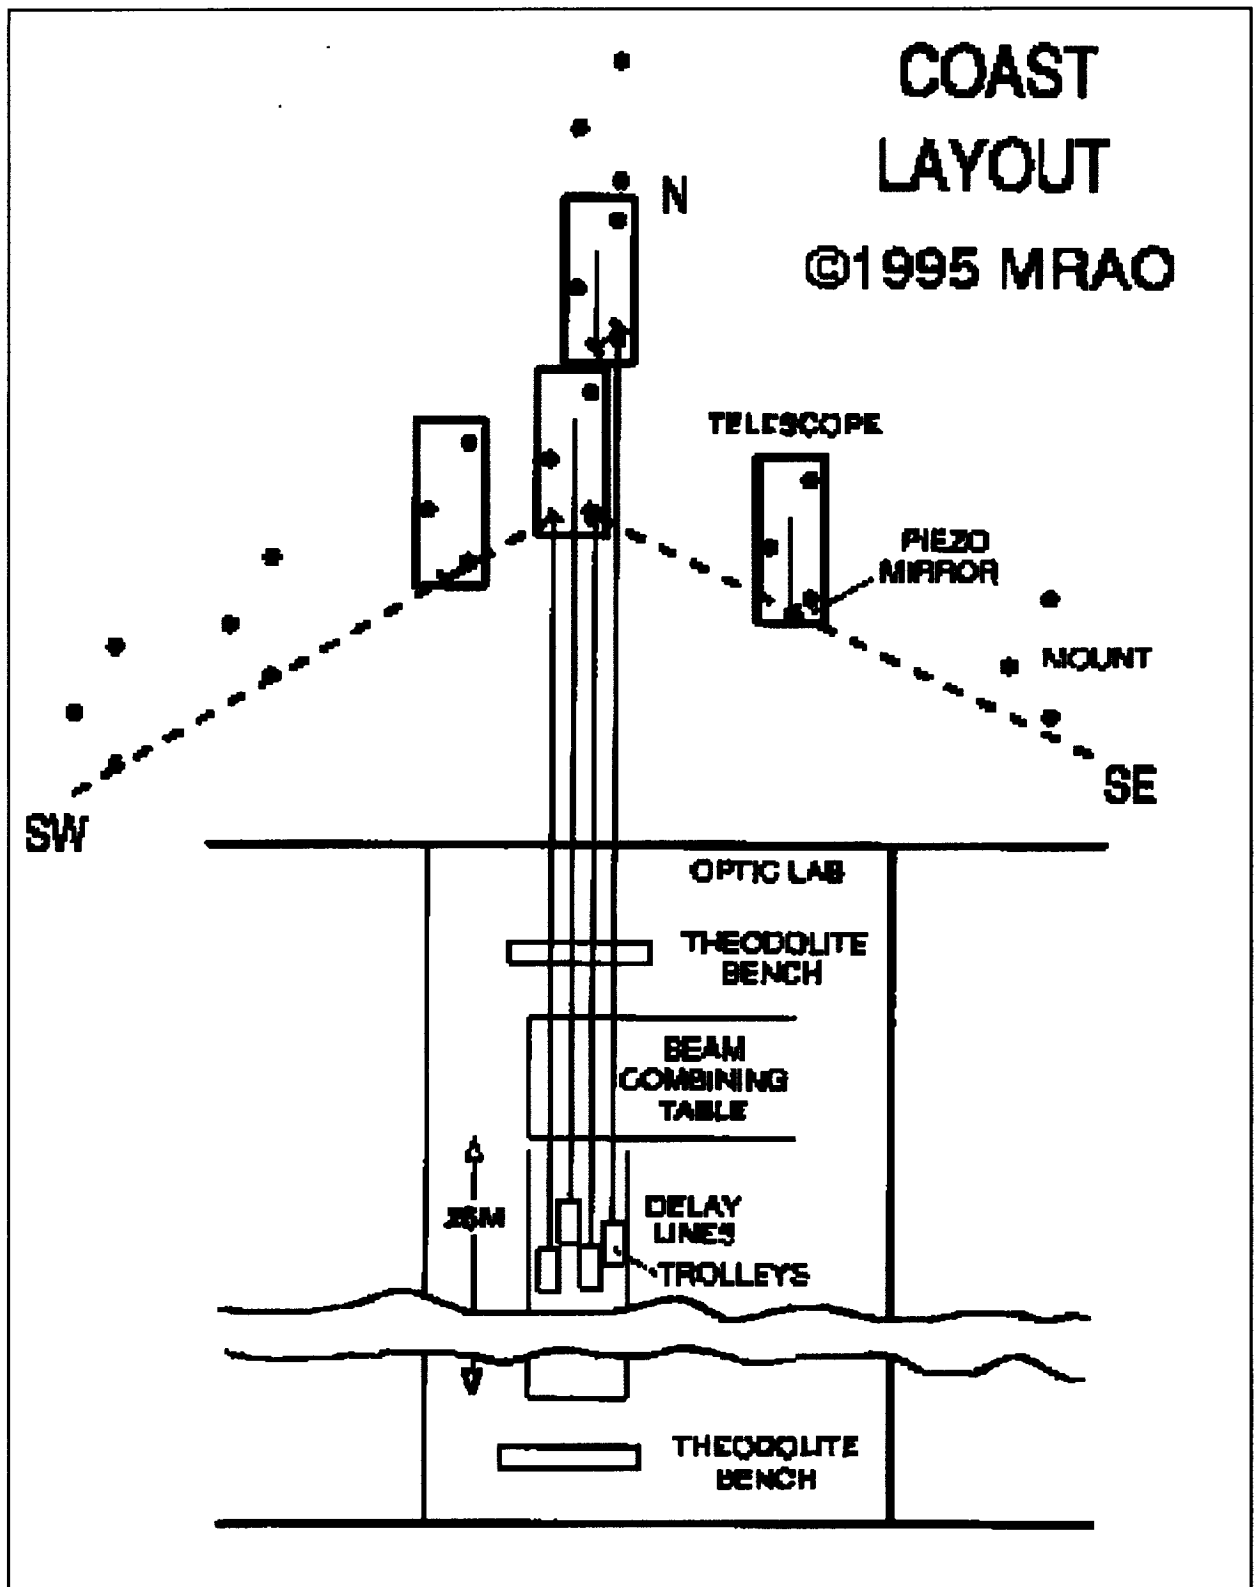 COAST
LAYOUT
©1995 MRAO
N
TELESCOPE
PIEZO
MIRROR
MOUNT
SE
SW
OPTIC LAB
THEODOLITE
BENCH
BEAM
COMBINING
TABLE
DELAY
LINES
TROLLEYS
THEODOLITE
BENCH